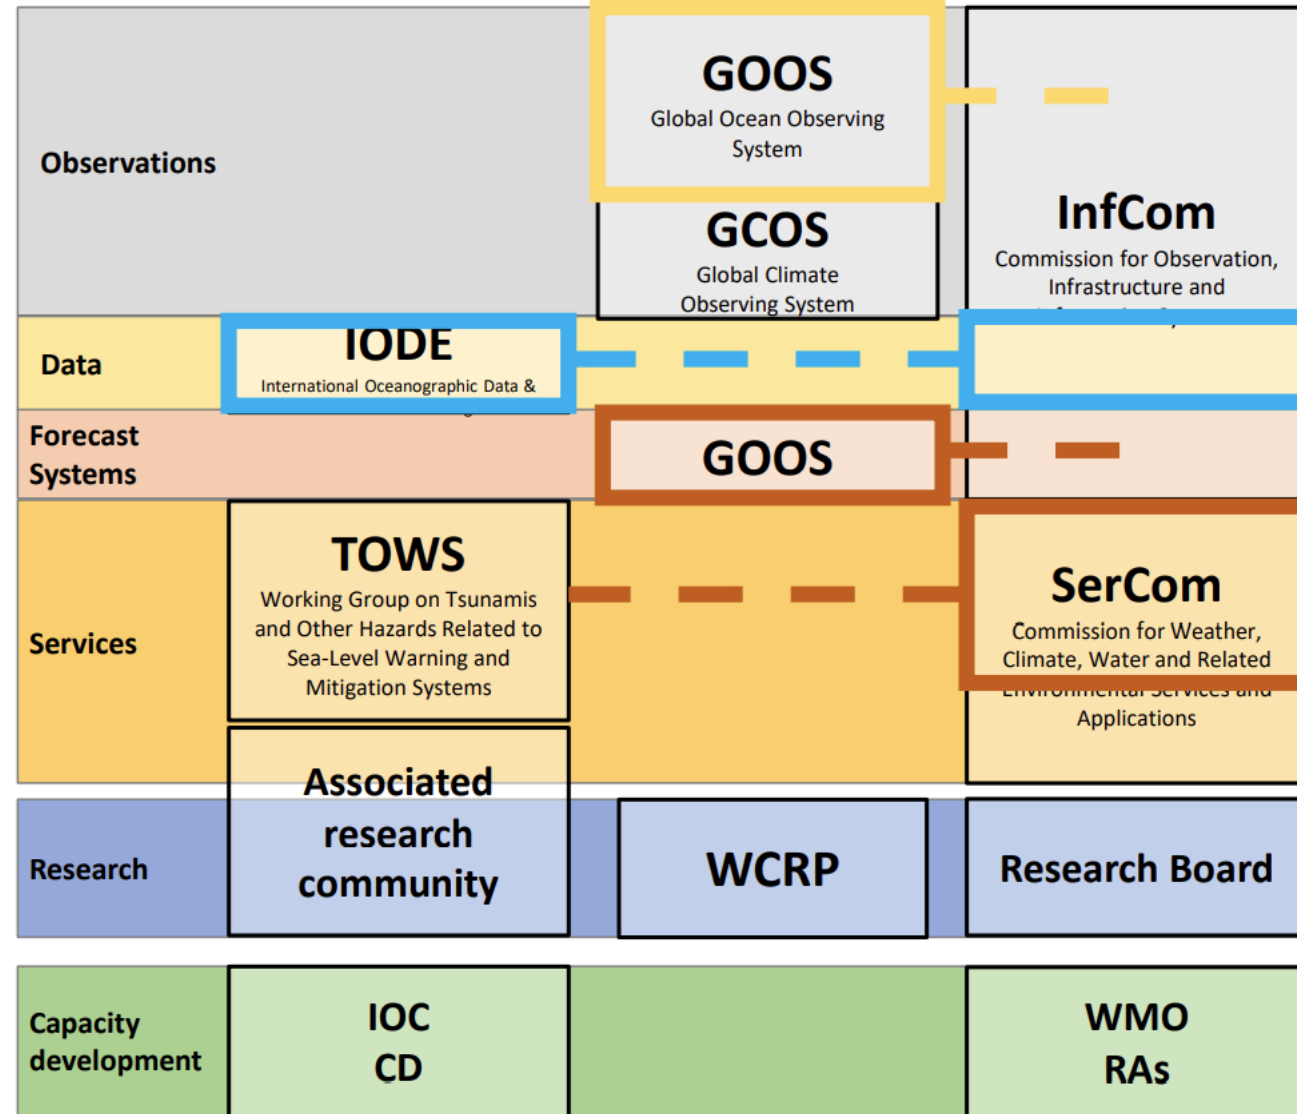 GOOS
Global Ocean Observing
System
Observations
GCOS
Global Climate
Observing System
InfCom
Commission for Observation,
Infrastructure and
Data
IODE
International Oceanographic Data &
Forecast
Systems
GOOS
Services
TOWS
Working Group on Tsunamis
and Other Hazards Related to
Sea-Level Warning and
Mitigation Systems
SerCom
Commission for Weather,
Climate, Water and Related
Environmental Services and
Applications
Research
Associated
research
community
WCRP
Research Board
Capacity
development
IOC
CD
WMO
RAs